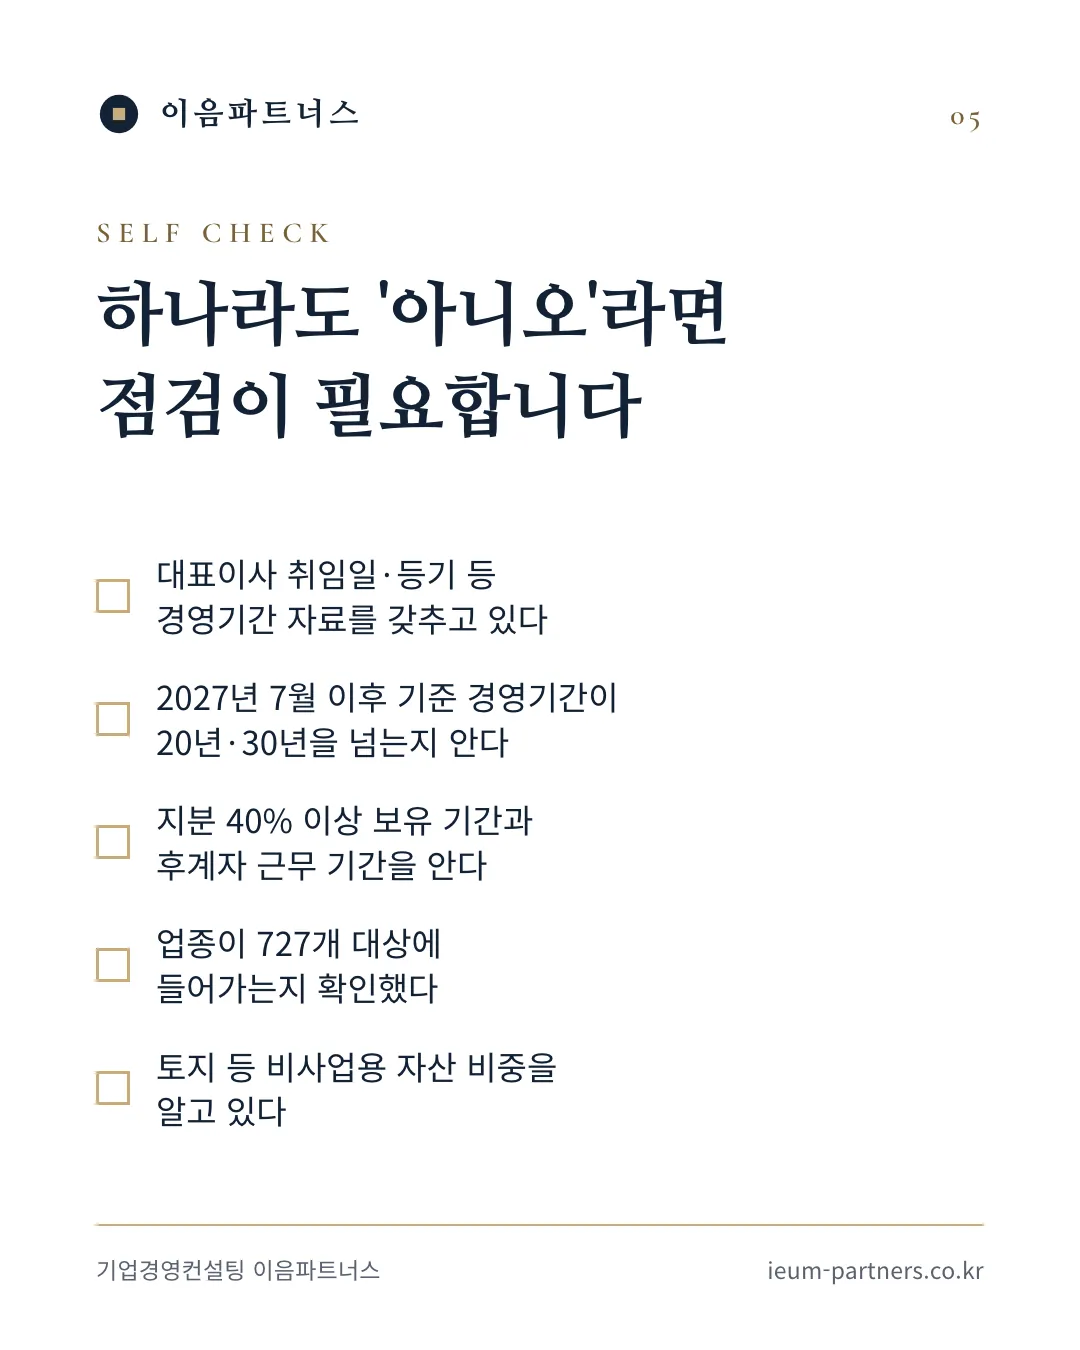 이음파트너스
05
SELF CHECK
하나라도 '아니오'라면
점검이 필요합니다
대표이사 취임일·등기 등
경영기간 자료를 갖추고 있다
2027년 7월 이후 기준 경영기간이
20년·30년을 넘는지 안다
지분 40% 이상 보유 기간과
후계자 근무 기간을 안다
업종이 727개 대상에
들어가는지 확인했다
토지 등 비사업용 자산 비중을
알고 있다
기업경영컨설팅 이음파트너스
ieum-partners.co.kr